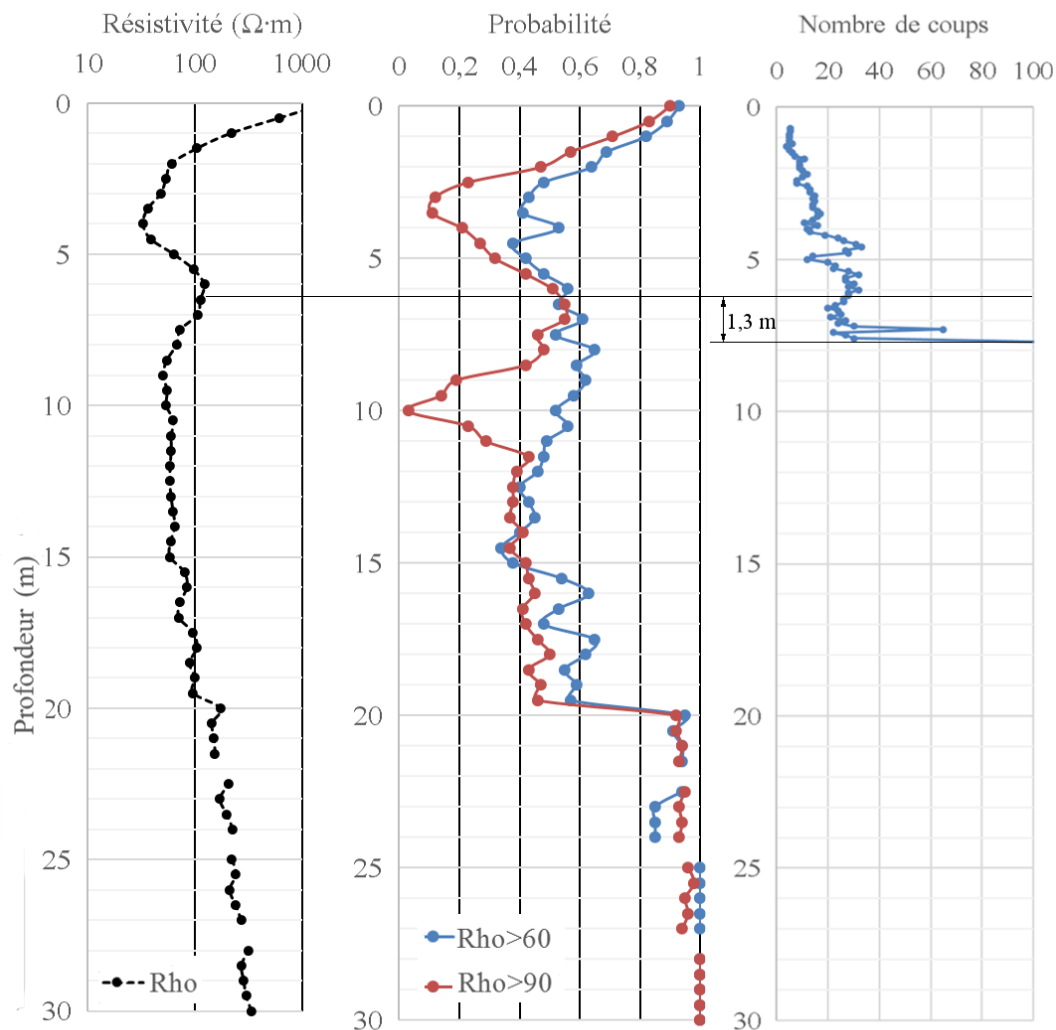 Résistivité (Ω·m)
10 100 1000
0
5
10
15
20
25
30
Profondeur (m)
Rho
Probabilité
0 0,2 0,4 0,6 0,8 1
0
5
10
15
20
25
30
Rho>60
Rho>90
Nombre de coups
0 20 40 60 80 100
0
5
1,3 m
10
15
20
25
30